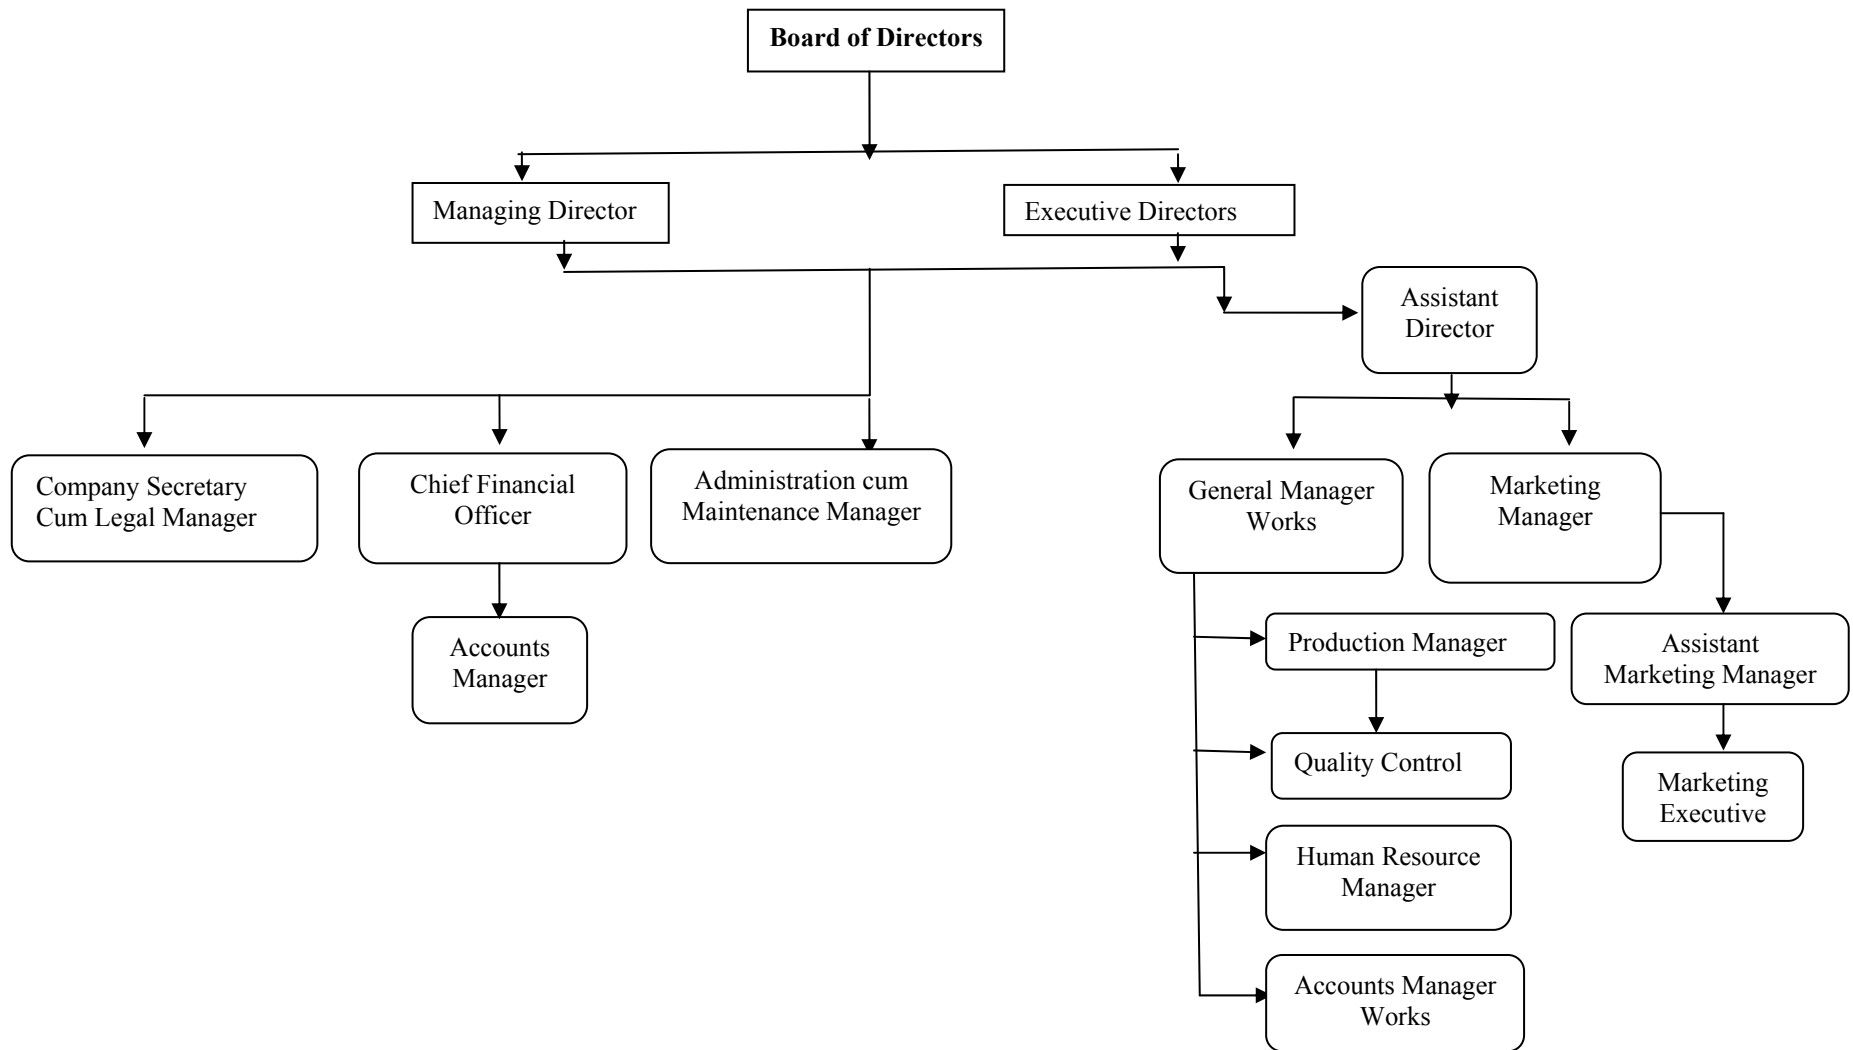 Board of Directors
Managing Director
Executive Directors
Assistant
Director
Company Secretary
Cum Legal Manager
Chief Financial
Officer
Administration cum
Maintenance Manager
General Manager
Works
Marketing
Manager
Accounts
Manager
Production Manager
Assistant
Marketing Manager
Quality Control
Marketing
Executive
Human Resource
Manager
Accounts Manager
Works